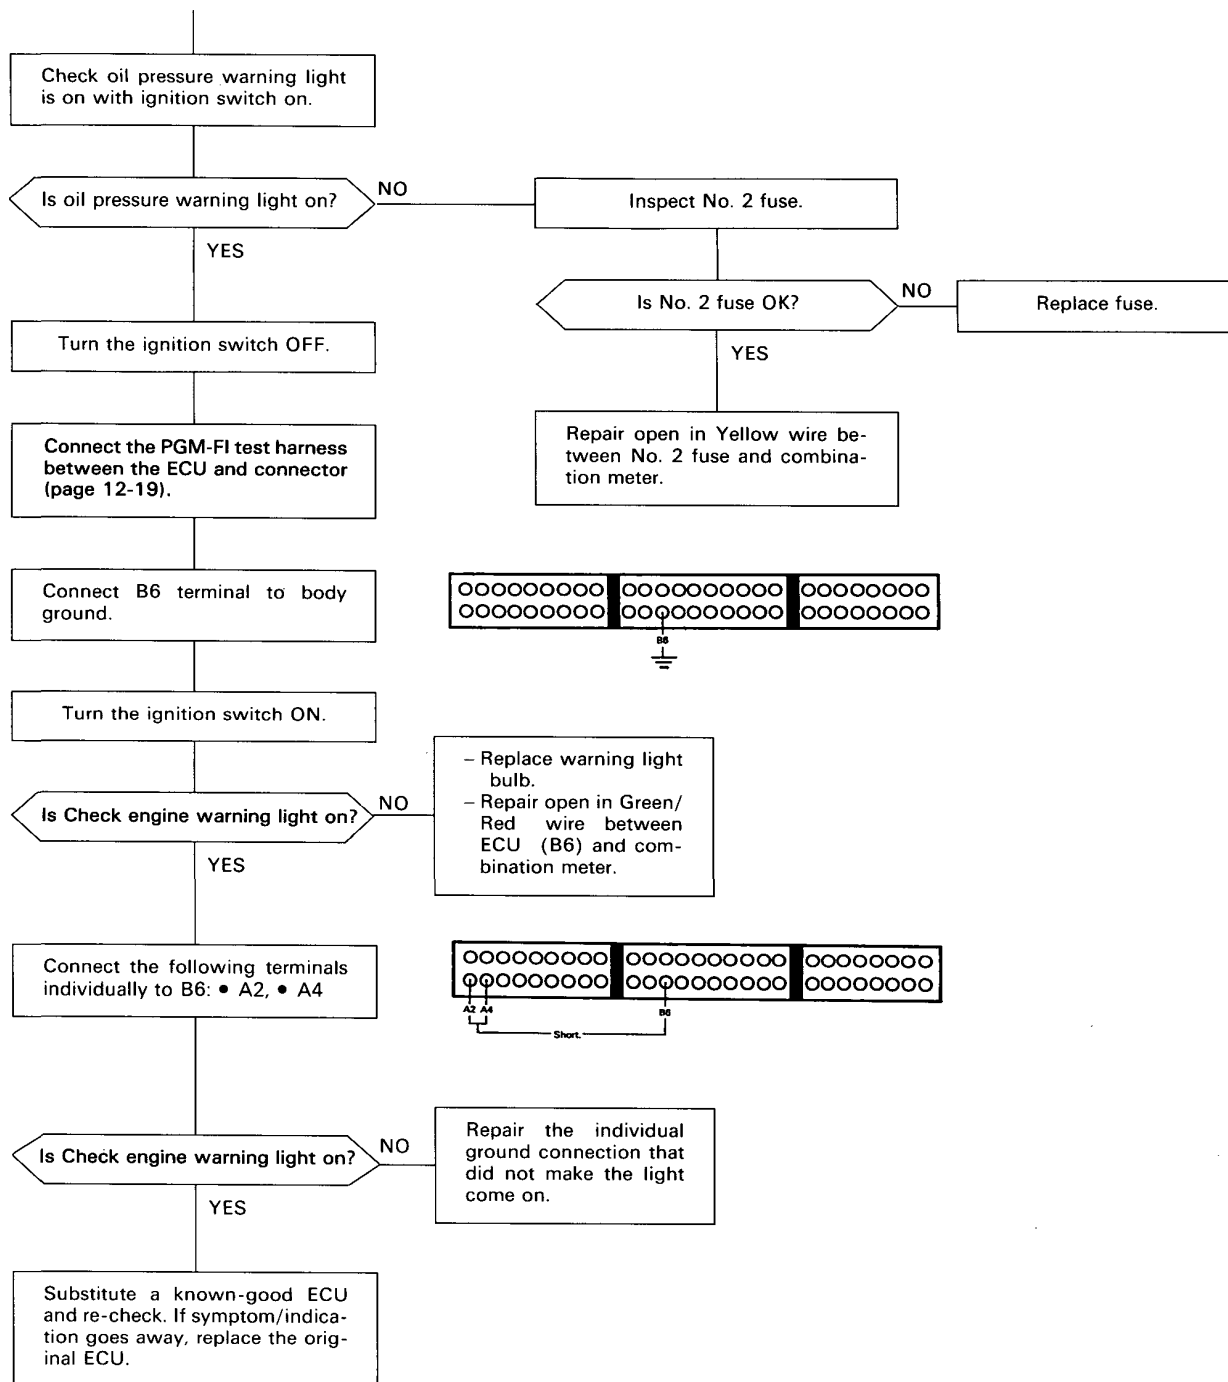 Check oil pressure warning light
is on with ignition switch on.
Is oil pressure warning light on?
NO
YES
Inspect No. 2 fuse.
Is No. 2 fuse OK?
NO
Replace fuse.
YES
Repair open in Yellow wire be-
tween No. 2 fuse and combina-
tion meter.
Turn the ignition switch OFF.
Connect the PGM-FI test harness
between the ECU and connector
(page 12-19).
Connect B6 terminal to body
ground.
B6
Turn the ignition switch ON.
Is Check engine warning light on?
NO
– Replace warning light
bulb.
– Repair open in Green/
Red wire between
ECU (B6) and com-
bination meter.
YES
Connect the following terminals
individually to B6: • A2, • A4
A2 A4
B6
Short.
Is Check engine warning light on?
NO
Repair the individual
ground connection that
did not make the light
come on.
YES
Substitute a known-good ECU
and re-check. If symptom/indica-
tion goes away, replace the orig-
inal ECU.